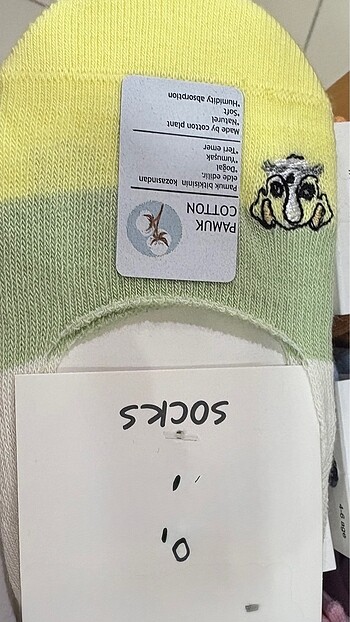 PAMUK
COTTON
Pamuk bitkisinin kozasından
elde edilir.
Doğal
*Yumuşak
*Teri emer
Made by cotton plant
Naturel
*Soft
*Humidity absorption
SOCKS